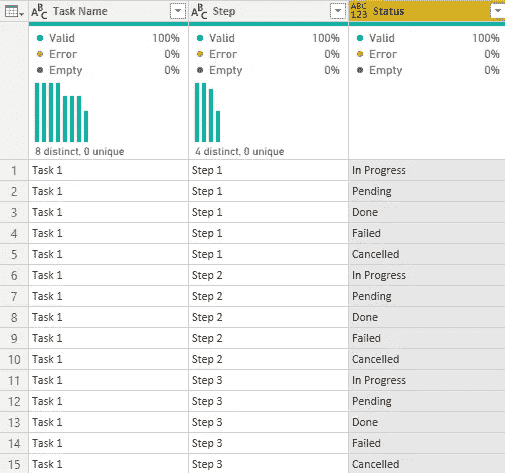 ABC Task Name ABC Step ABC 123 Status
Valid 100% Valid 100% Valid 100%
Error 0% Error 0% Error 0%
Empty 0% Empty 0% Empty 0%
8 distinct, 0 unique 4 distinct, 0 unique
1 Task 1 Step 1 In Progress
2 Task 1 Step 1 Pending
3 Task 1 Step 1 Done
4 Task 1 Step 1 Failed
5 Task 1 Step 1 Cancelled
6 Task 1 Step 2 In Progress
7 Task 1 Step 2 Pending
8 Task 1 Step 2 Done
9 Task 1 Step 2 Failed
10 Task 1 Step 2 Cancelled
11 Task 1 Step 3 In Progress
12 Task 1 Step 3 Pending
13 Task 1 Step 3 Done
14 Task 1 Step 3 Failed
15 Task 1 Step 3 Cancelled